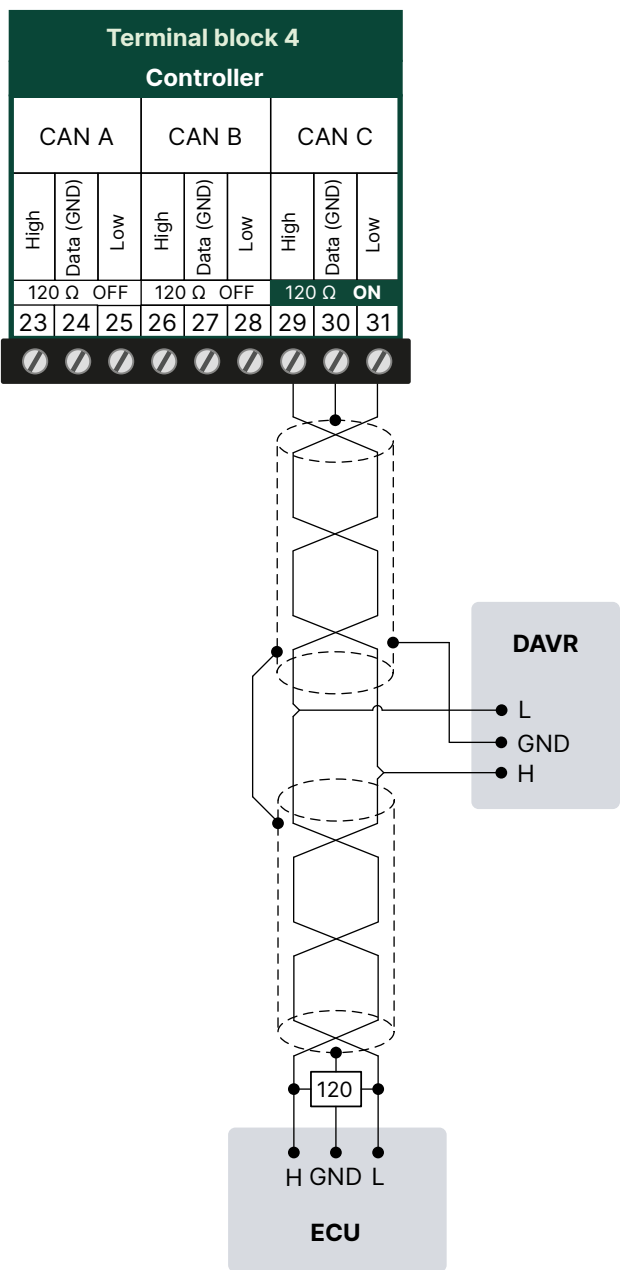 Terminal block 4
Controller
CAN A CAN B CAN C
High Data (GND) Low High Data (GND) Low High Data (GND) Low
120 Ω OFF 120 Ω OFF 120 Ω ON
23 24 25 26 27 28 29 30 31
DAVR
L
GND
H
120
H GND L
ECU